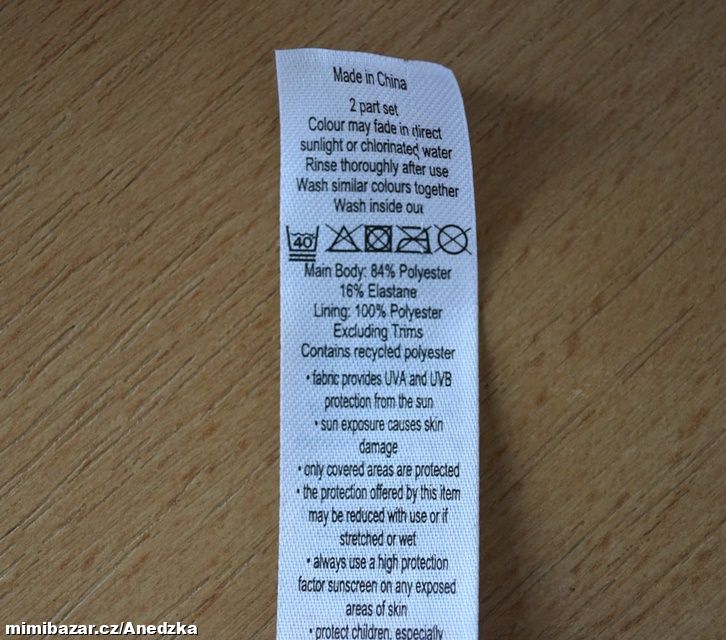 Made in China
2 part set
Colour may fade in direct
sunlight or chlorinated water
Rinse thoroughly after use
Wash similar colours together
Wash inside out
40
Main Body: 84% Polyester
16% Elastane
Lining: 100% Polyester
Excluding Trims
Contains recycled polyester
• fabric provides UVA and UVB
protection from the sun
• sun exposure causes skin
damage
• only covered areas are protected
• the protection offered by this item
may be reduced with use or if
stretched or wet
• always use a high protection
factor sunscreen on any exposed
areas of skin
• protect children, especially
mimibazar.cz/Anedzka